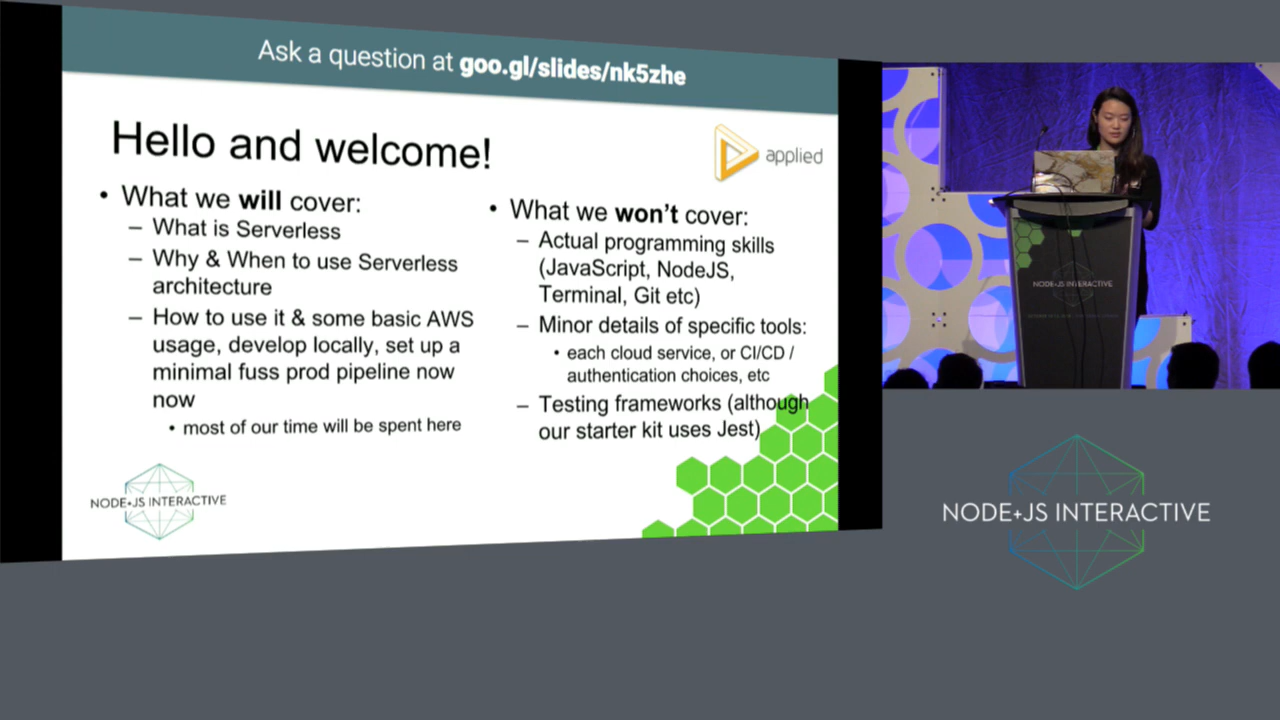 Ask a question at goo.gl/slides/nk5zhe
Hello and welcome!
applied
• What we will cover:
– What is Serverless
– Why & When to use Serverless
architecture
– How to use it & some basic AWS
usage, develop locally, set up a
minimal fuss prod pipeline now
now
• most of our time will be spent here
• What we won't cover:
– Actual programming skills
(JavaScript, NodeJS,
Terminal, Git etc)
– Minor details of specific tools:
• each cloud service, or CI/CD /
authentication choices, etc
– Testing frameworks (although
our starter kit uses Jest)
NODE+JS INTERACTIVE
NODE+JS INTERACTIVE
NODE+JS INTERACTIVE